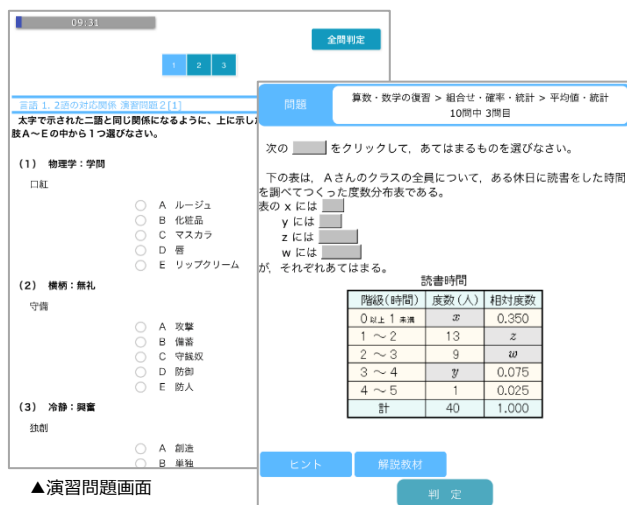 09:31
全問判定
1 2 3
言語 1. 2語の対応関係 演習問題2[1]
太字で示された二語と同じ関係になるように、上に示し
肢A～Eの中から1つ選びなさい。
(1) 物理学：学問
口紅
A ルージュ
B 化粧品
C マスカラ
D 唇
E リップクリーム
(2) 横柄：無礼
守備
A 攻撃
B 備蓄
C 守銭奴
D 防御
E 防人
(3) 冷静：興奮
独創
A 創造
B 単独
▲演習問題画面
問題
算数・数学の復習 > 組合せ・確率・統計 > 平均値・統計
10問中 3問目
次の をクリックして，あてはまるものを選びなさい。
下の表は，Aさんのクラスの全員について，ある休日に読書をした時間
を調べてつくった度数分布表である。
表の x には
y には
z には
w には
が，それぞれあてはまる。
読書時間
階級(時間) 度数(人) 相対度数
0以上1未満 x 0.350
1 ～ 2 13 z
2 ～ 3 9 w
3 ～ 4 y 0.075
4 ～ 5 1 0.025
計 40 1.000
ヒント 解説教材
判 定